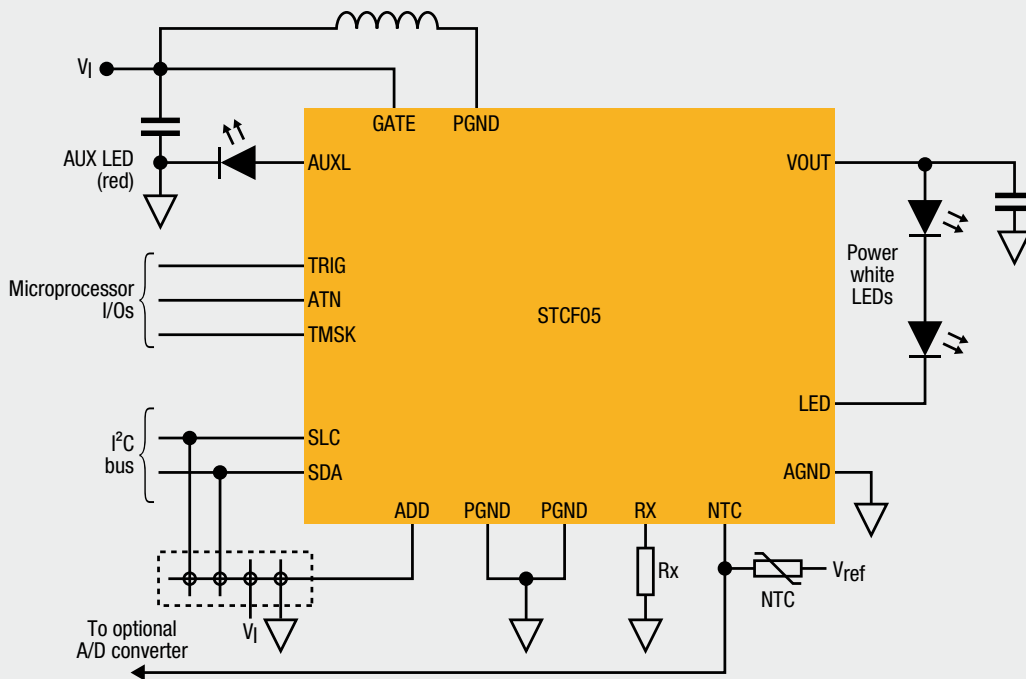 VI
GATE
PGND
AUX LED
(red)
AUXL
VOUT
TRIG
Microprocessor
I/Os
ATN
TMSK
STCF05
Power
white
LEDs
LED
SLC
I²C
bus
SDA
AGND
ADD
PGND
PGND
RX
NTC
Rx
Vref
NTC
VI
To optional
A/D converter